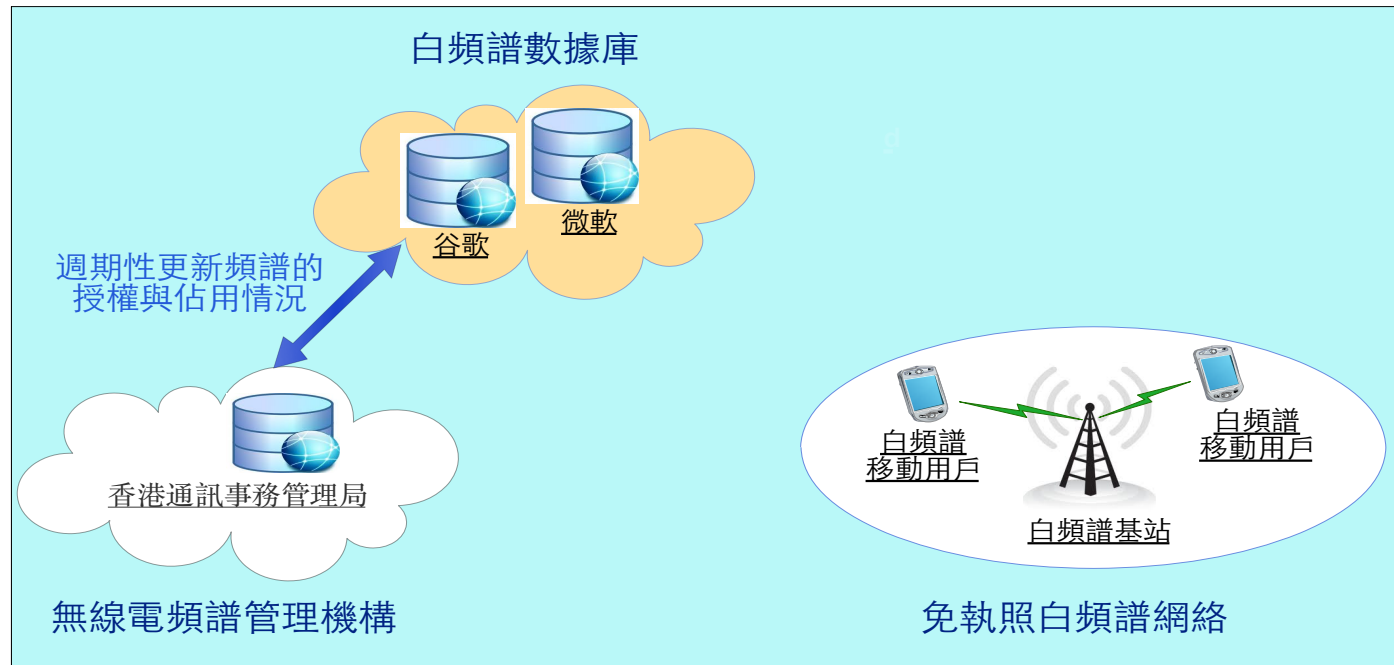 白頻譜數據庫
微軟
谷歌
週期性更新頻譜的
授權與佔用情況
香港通訊事務管理局
無線電頻譜管理機構
白頻譜
移動用戶
白頻譜
移動用戶
白頻譜基站
免執照白頻譜網絡